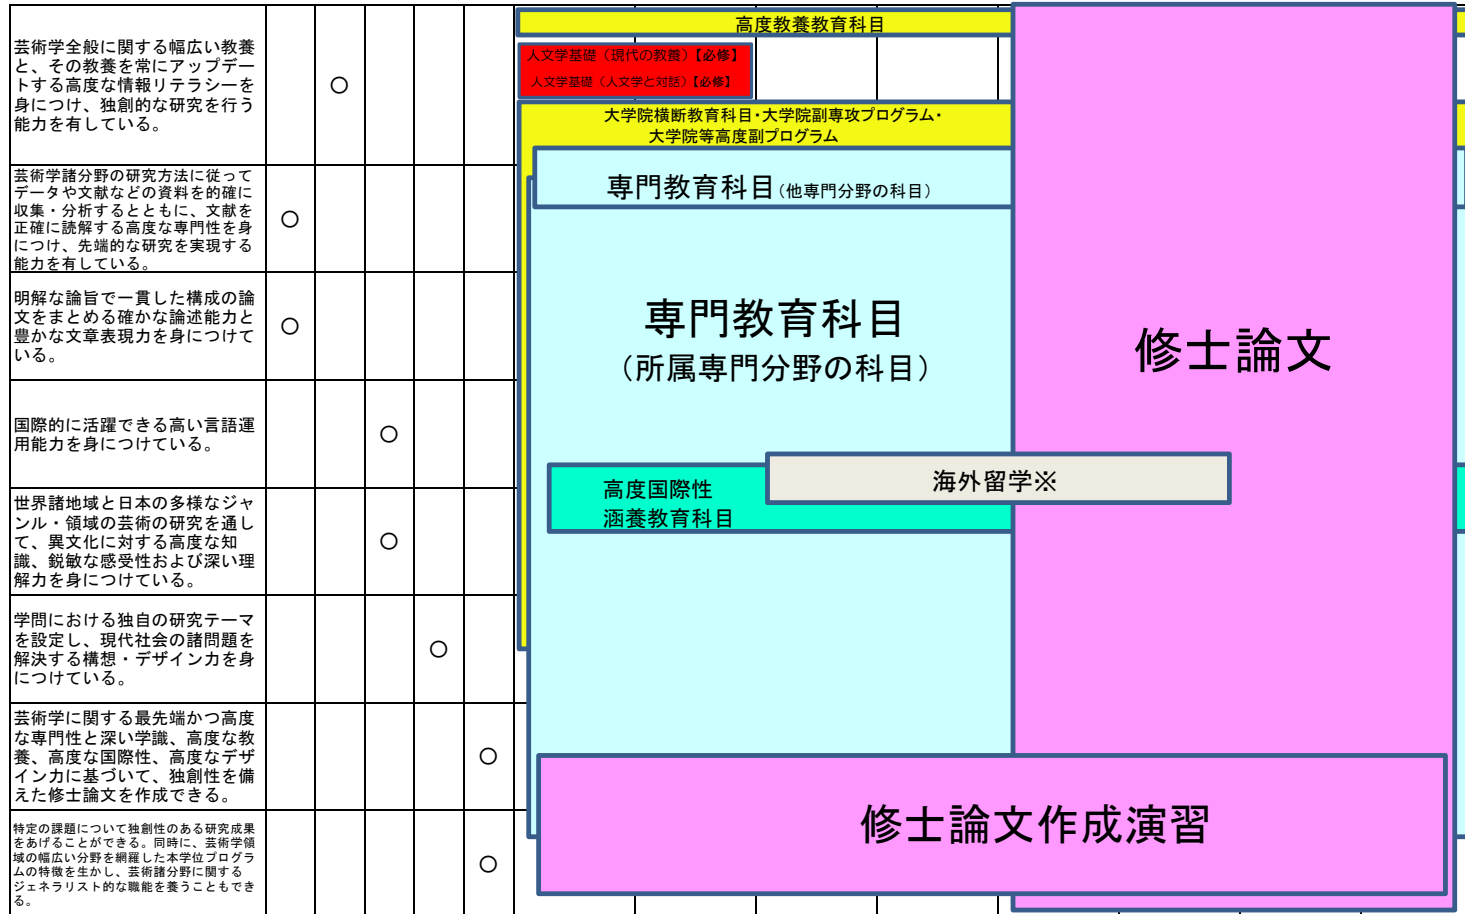 芸術学全般に関する幅広い教養
と、その教養を常にアップデー
トする高度な情報リテラシーを
身につけ、独創的な研究を行う
能力を有している。
○
芸術学諸分野の研究方法に従って
データや文献などの資料を的確に
収集・分析するとともに、文献を
正確に読解する高度な専門性を身
につけ、先端的な研究を実現する
能力を有している。
○
明解な論旨で一貫した構成の論
文をまとめる確かな論述能力と
豊かな文章表現力を身につけて
いる。
○
国際的に活躍できる高い言語運
用能力を身につけている。
○
世界諸地域と日本の多様なジャ
ンル・領域の芸術の研究を通し
て、異文化に対する高度な知
識、鋭敏な感受性および深い理
解力を身につけている。
○
学問における独自の研究テーマ
を設定し、現代社会の諸問題を
解決する構想・デザイン力を身
につけている。
○
芸術学に関する最先端かつ高度
な専門性と深い学識、高度な教
養、高度な国際性、高度なデザ
イン力に基づいて、独創性を備
えた修士論文を作成できる。
○
特定の課題について独創性のある研究成果
をあげることができる。同時に、芸術学領
域の幅広い分野を網羅した本学位プログラ
ムの特徴を生かし、芸術諸分野に関する
ジェネラリスト的な職能を養うこともでき
る。
○
高度教養教育科目
人文学基礎（現代の教養）【必修】
人文学基礎（人文学と対話）【必修】
大学院横断教育科目・大学院副専攻プログラム・
大学院等高度副プログラム
専門教育科目（他専門分野の科目）
専門教育科目
（所属専門分野の科目）
修士論文
高度国際性
涵養教育科目
海外留学※
修士論文作成演習